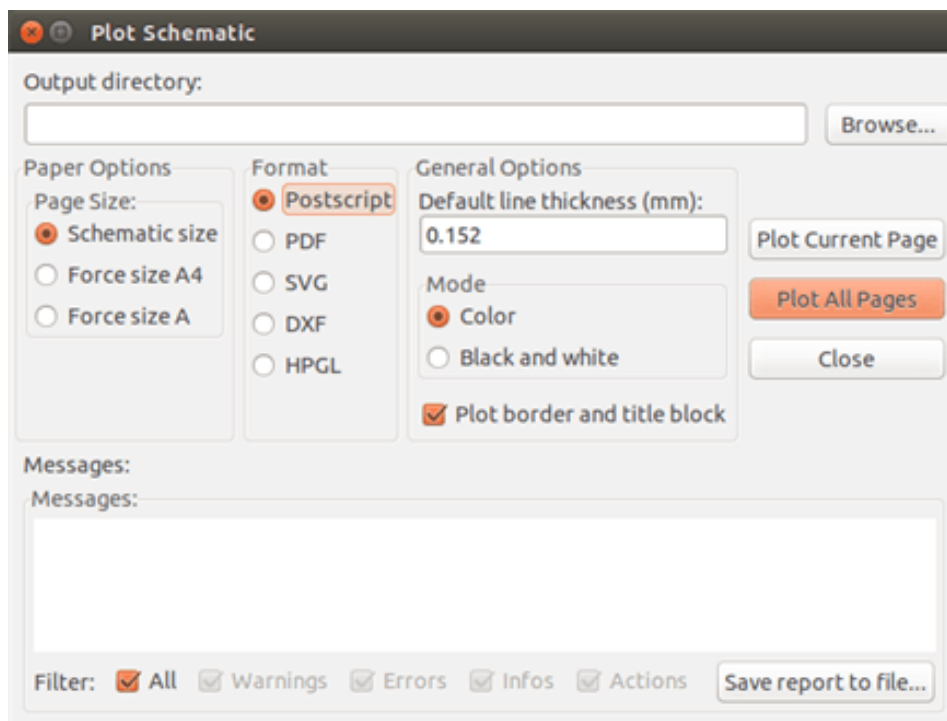 Plot Schematic
Output directory:
Browse...
Paper Options
Page Size:
Schematic size
Force size A4
Force size A
Format
Postscript
PDF
SVG
DXF
HPGL
General Options
Default line thickness (mm):
0.152
Mode
Color
Black and white
Plot border and title block
Plot Current Page
Plot All Pages
Close
Messages:
Messages:
Filter: All Warnings Errors Infos Actions Save report to file...